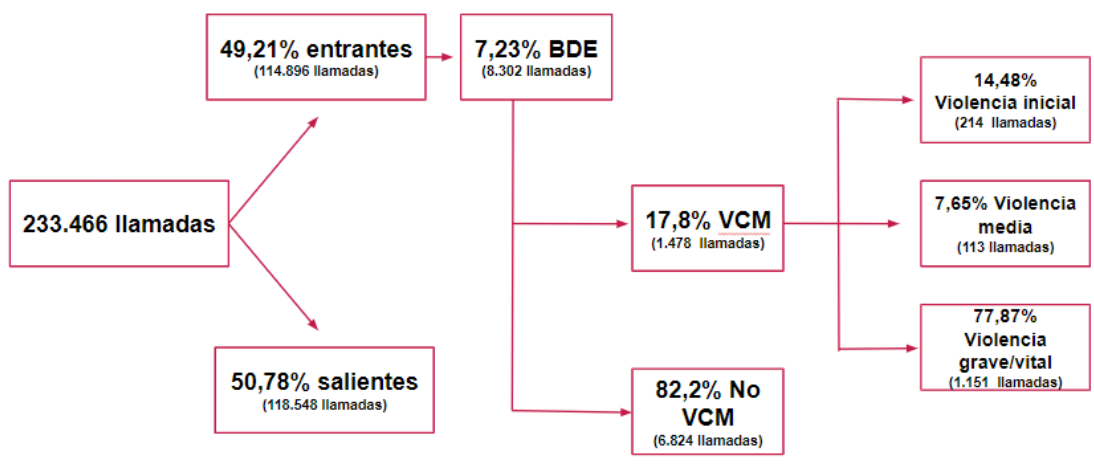 49,21% entrantes
(114.896 llamadas)
7,23% BDE
(8.302 llamadas)
14,48%
Violencia inicial
(214 llamadas)
233.466 llamadas
17,8% VCM
(1.478 llamadas)
7,65% Violencia
media
(113 llamadas)
50,78% salientes
(118.548 llamadas)
82,2% No
VCM
(6.824 llamadas)
77,87%
Violencia
grave/vital
(1.151 llamadas)